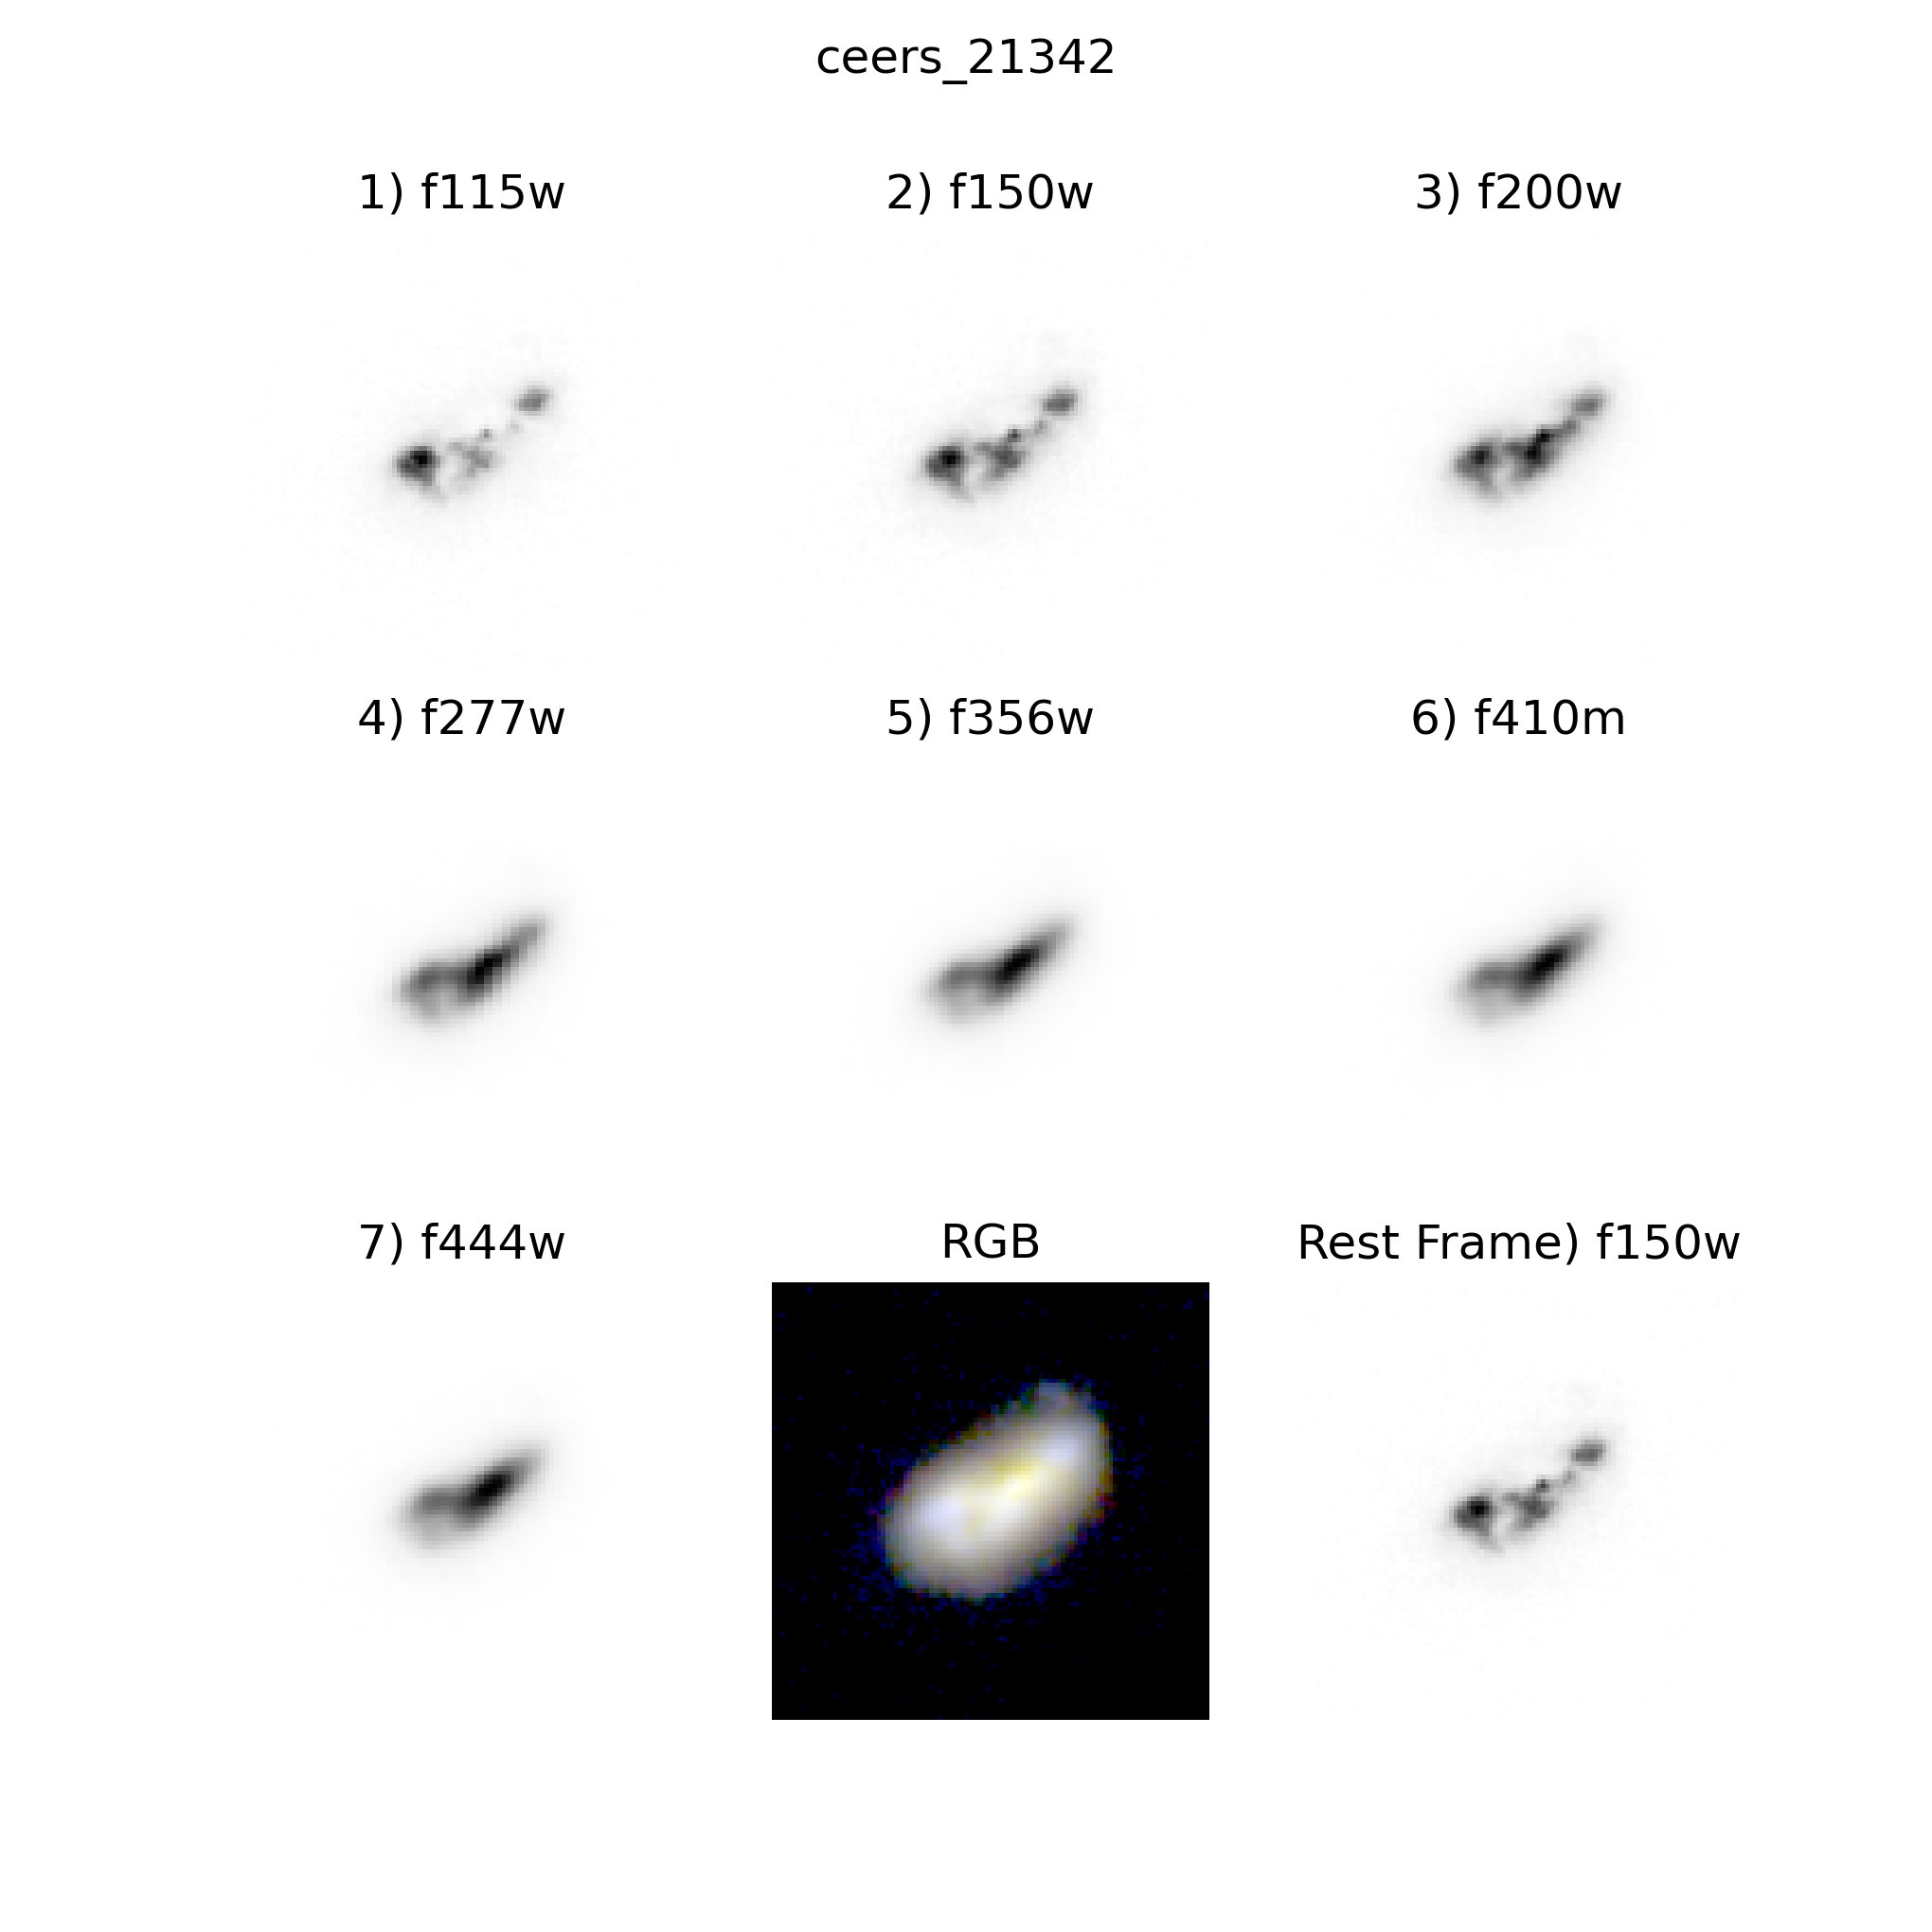 ceers_21342
1) f115w
2) f150w
3) f200w
4) f277w
5) f356w
6) f410m
7) f444w
RGB
Rest Frame) f150w